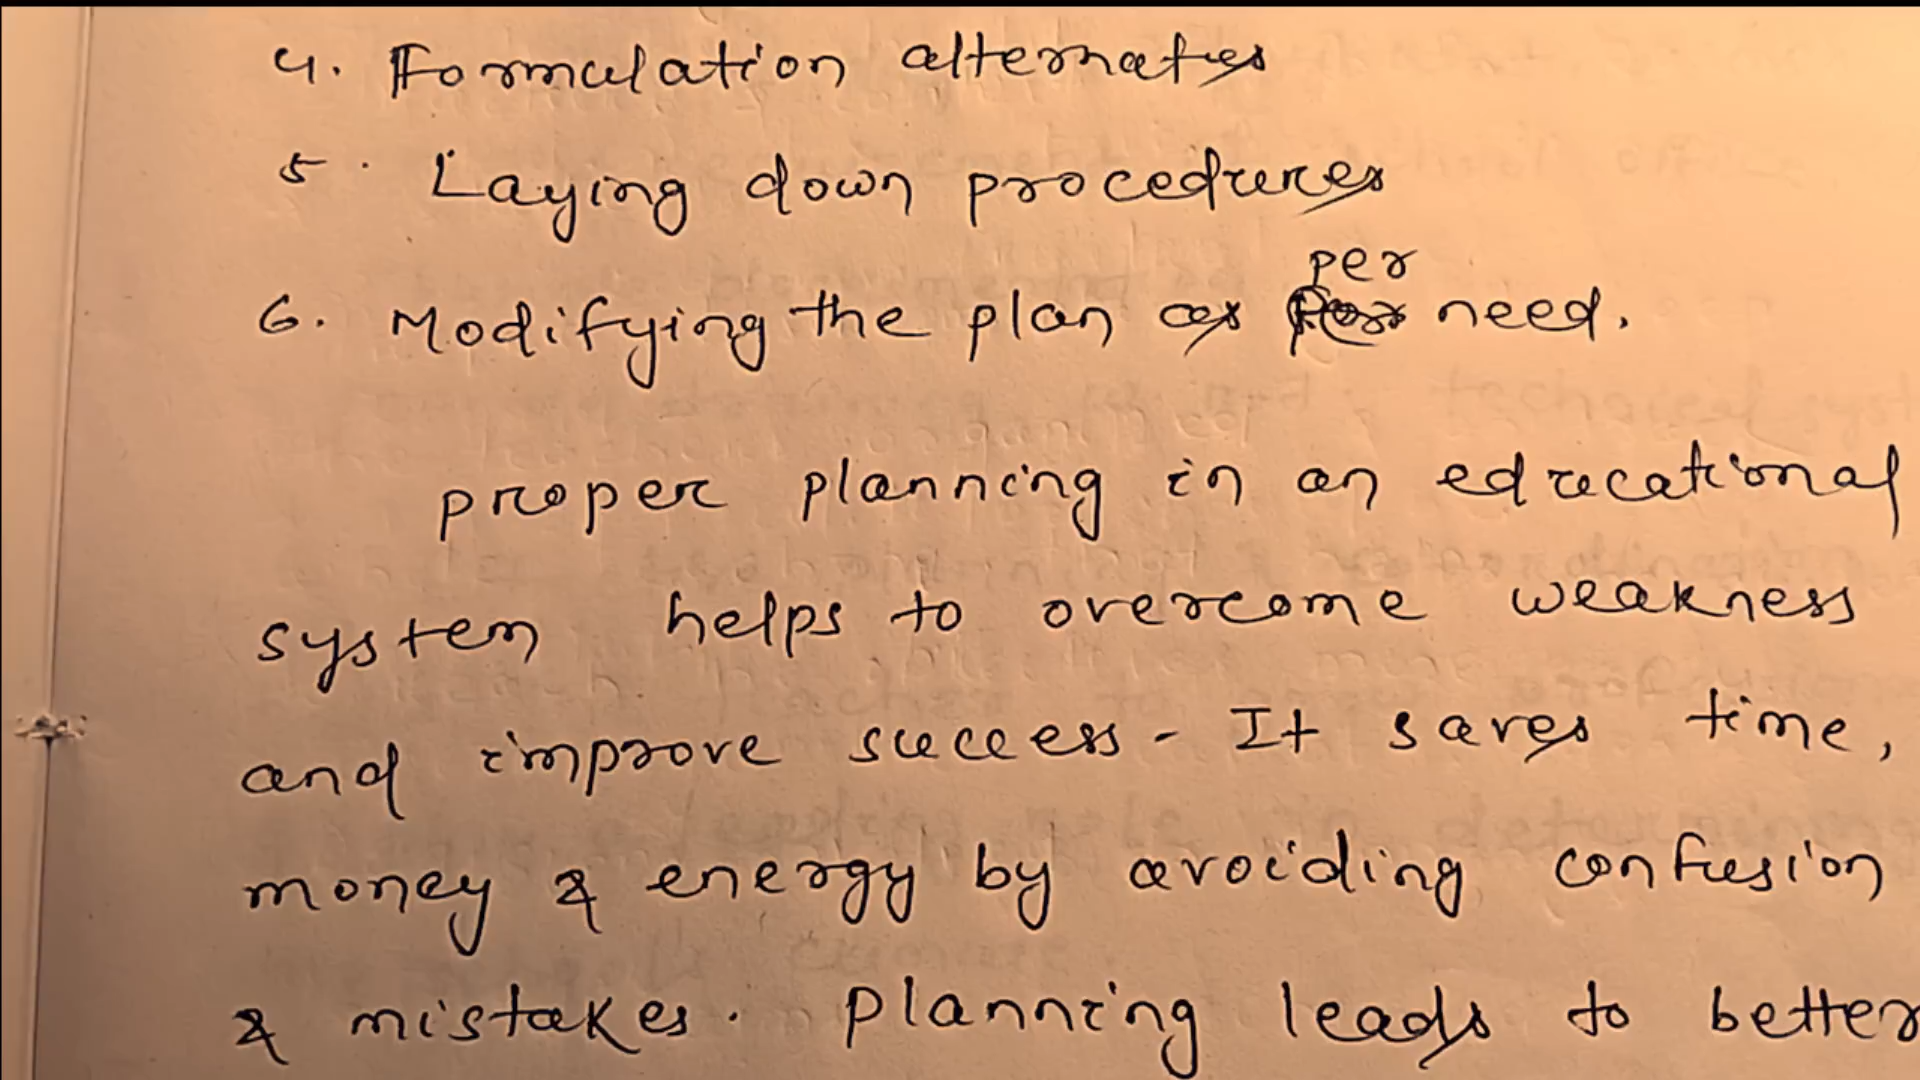 4. Formulation alternates
5. Laying down procedures
per
6. Modifying the plan as need.
proper planning in an educational
system helps to overcome weakness
and improve success - It saves time,
money & energy by avoiding confusion
& mistakes. planning leads to better